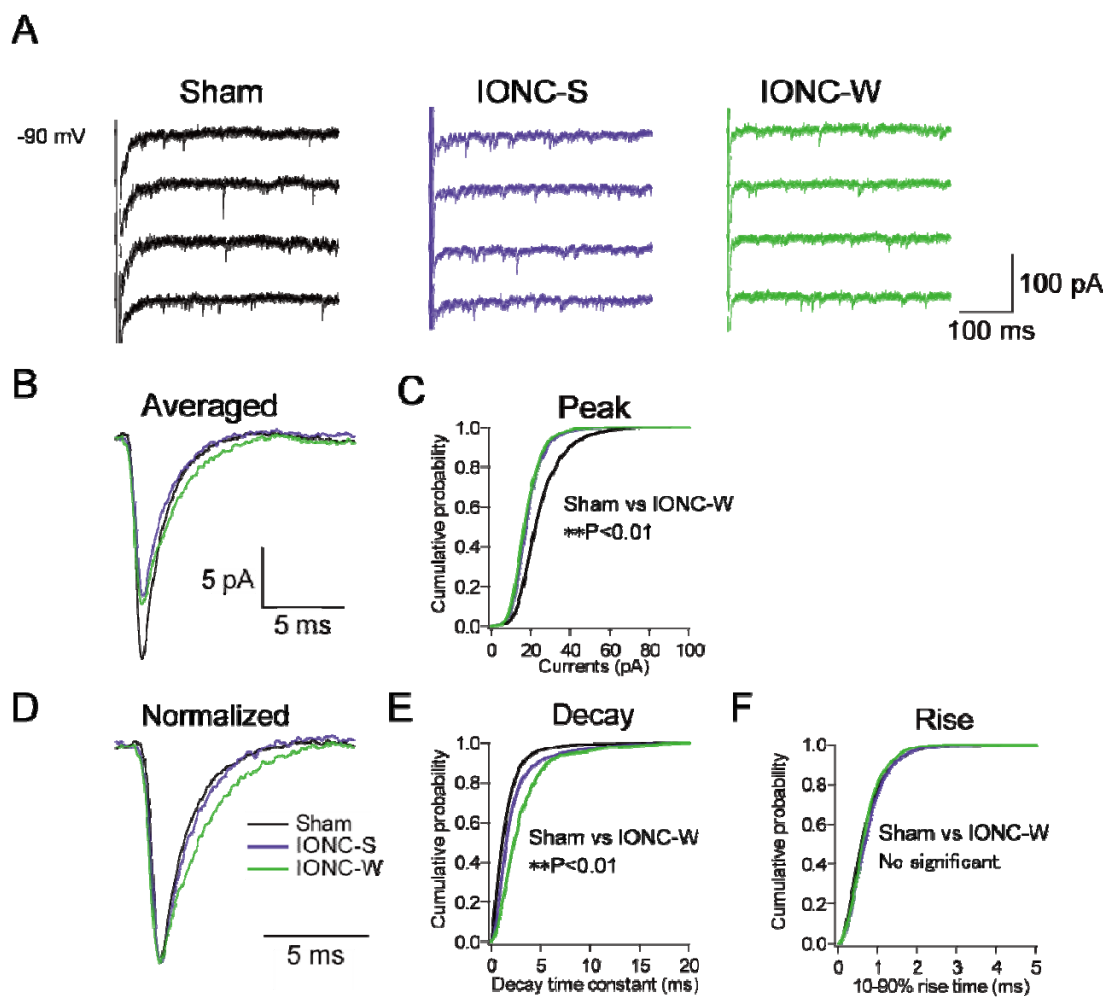 A
Sham IONC-S IONC-W
-90 mV
100 pA
100 ms
B
Averaged
5 pA
5 ms
C
Peak
Cumulative probability
1.0
0.8
0.6
0.4
0.2
0.0
Sham vs IONC-W
**P<0.01
0 20 40 60 80 100
Currents (pA)
D
Normalized
Sham
IONC-S
IONC-W
5 ms
E
Decay
Cumulative probability
1.0
0.8
0.6
0.4
0.2
0.0
Sham vs IONC-W
**P<0.01
0 5 10 15 20
Decay time constant (ms)
F
Rise
Cumulative probability
1.0
0.8
0.6
0.4
0.2
0.0
Sham vs IONC-W
No significant
0 1 2 3 4 5
10-90% rise time (ms)